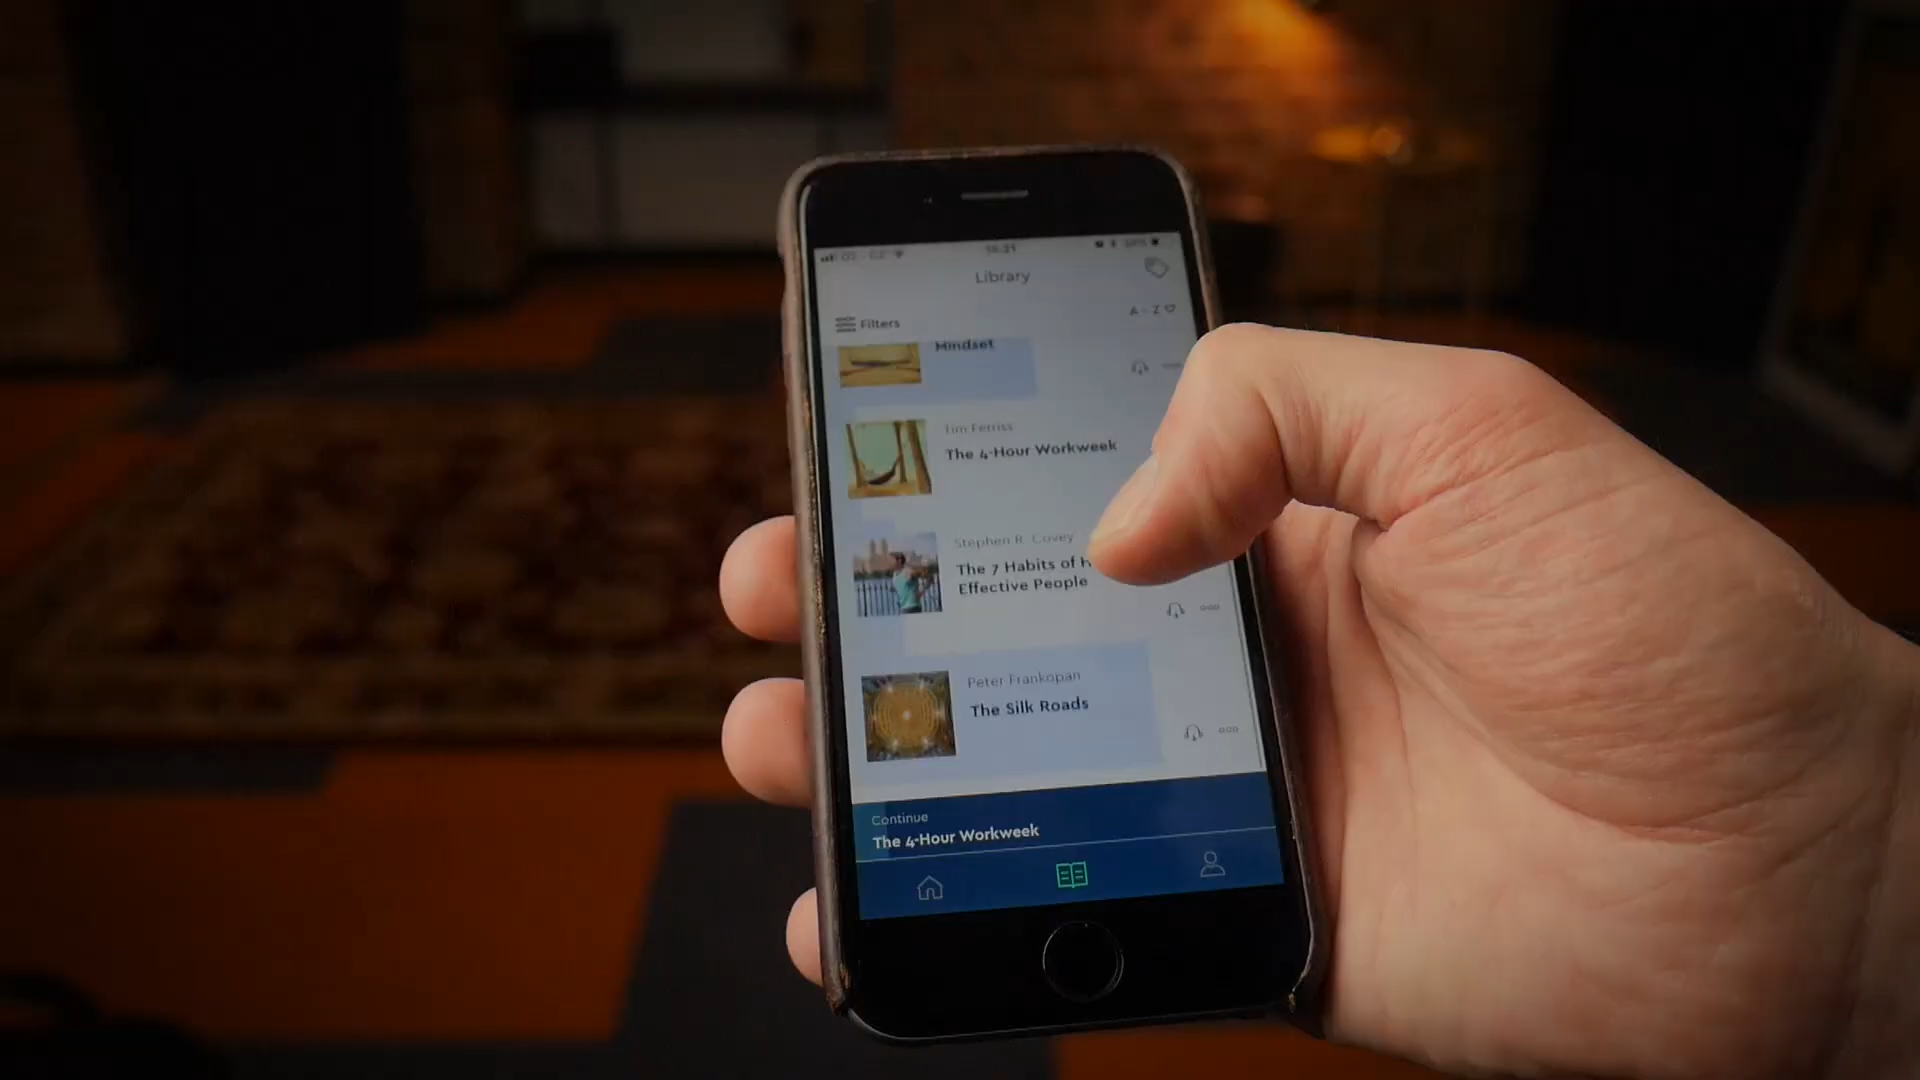 Library
Filters
A - Z
Mindset
Tim Ferriss
The 4-Hour Workweek
Stephen R. Covey
The 7 Habits of H
Effective People
Peter Frankopan
The Silk Roads
Continue
The 4-Hour Workweek